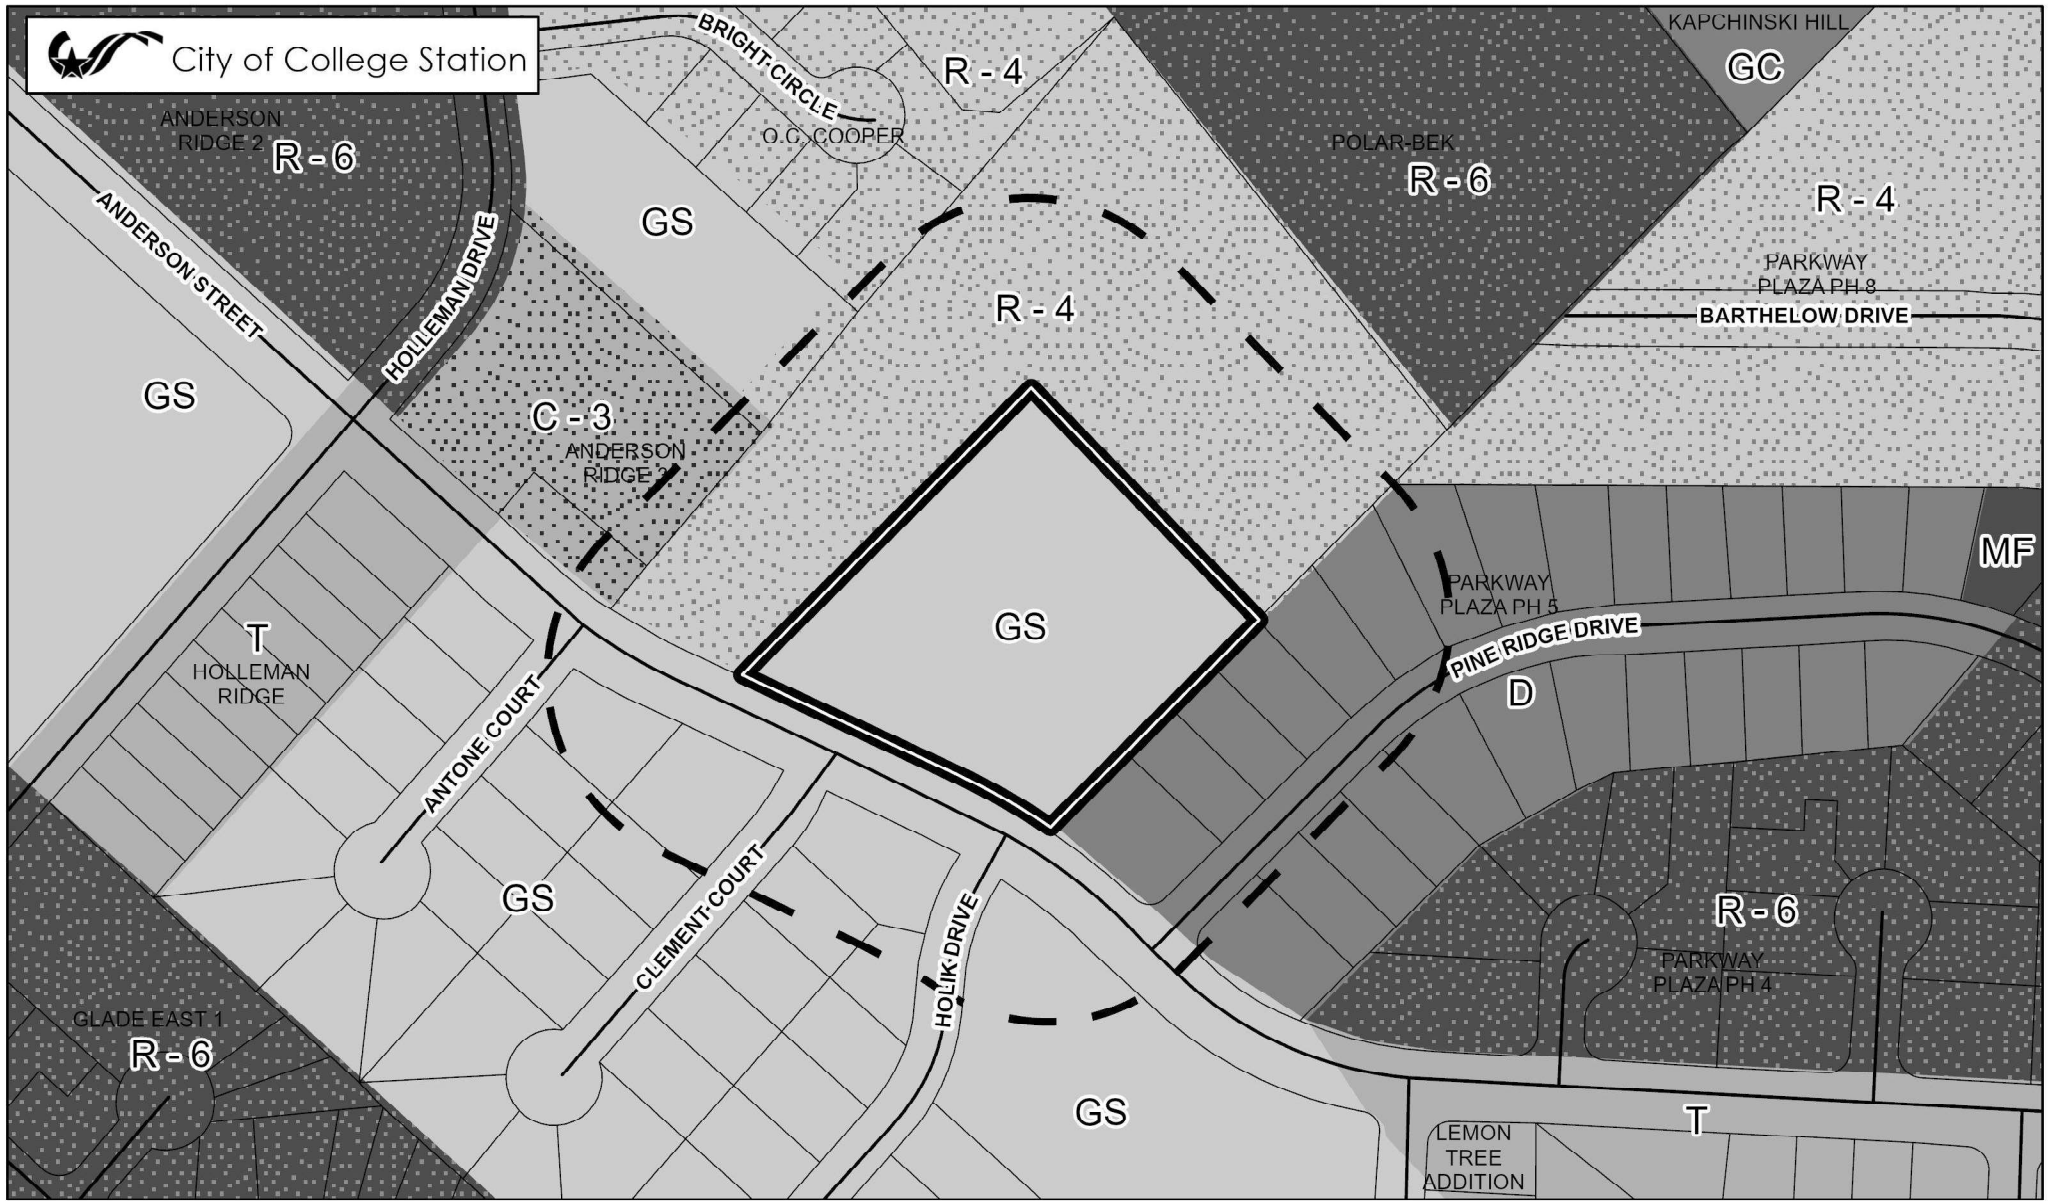 City of College Station
BRIGHT CIRCLE
R - 4
KAPCHINSKI HILL
GC
ANDERSON
RIDGE 2
R - 6
O.C. COOPER
POLAR-BEK
R - 6
R - 4
ANDERSON STREET
HOLLEMAN DRIVE
GS
R - 4
PARKWAY
PLAZA PH 8
BARTHELOW DRIVE
GS
C - 3
ANDERSON
RIDGE 3
MF
PARKWAY
PLAZA PH 5
PINE RIDGE DRIVE
GS
T
HOLLEMAN
RIDGE
D
ANTONE COURT
GS
CLEMENT COURT
HOLIK DRIVE
R - 6
PARKWAY
PLAZA PH 4
GLADE EAST 1
R - 6
GS
T
LEMON
TREE
ADDITION